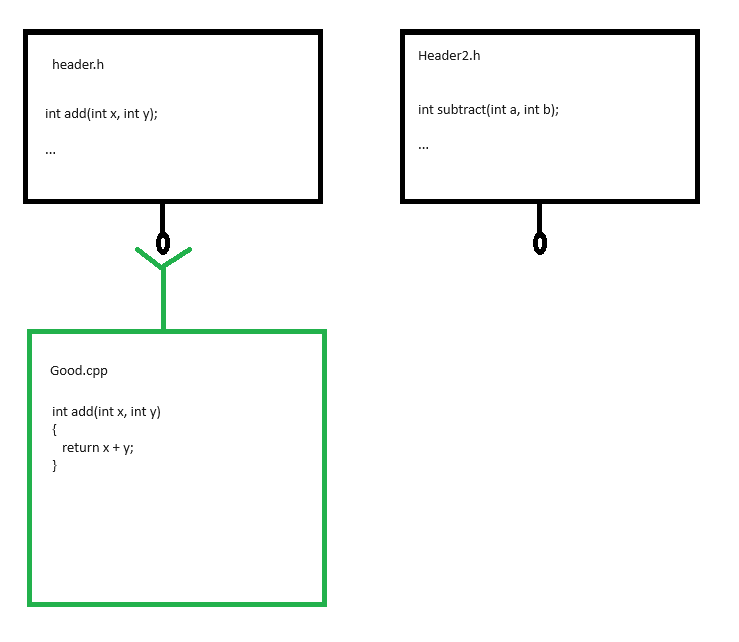 header.h
int add(int x, int y);
...
Header2.h
int subtract(int a, int b);
...
Good.cpp
int add(int x, int y)
{
return x + y;
}